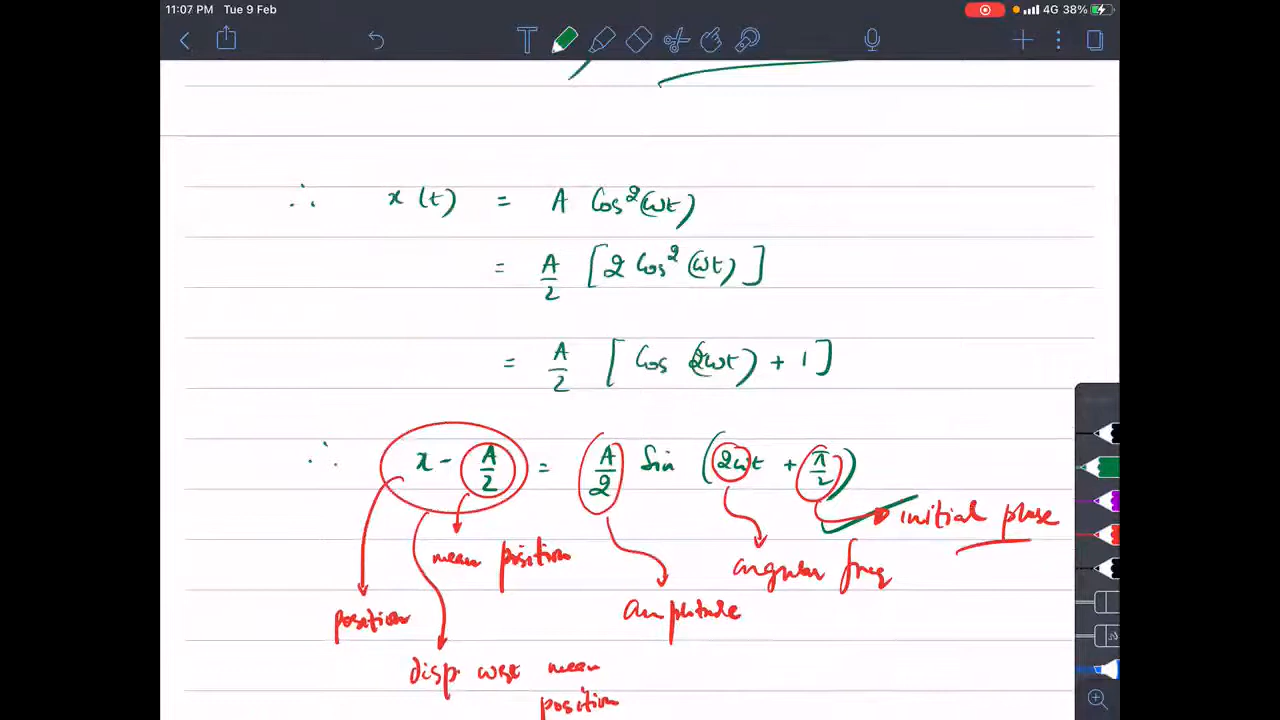 11:07 PM Tue 9 Feb 4G 38%
∴ x(t) = A Cos²(ωt)
= A/2 [2 Cos²(ωt)]
= A/2 [Cos (2ωt) + 1]
∴ x - A/2 = A/2 Sin (2ωt + π/2)
initial phase
mean position
angular freq
position
amplitude
disp. wrt mean
position